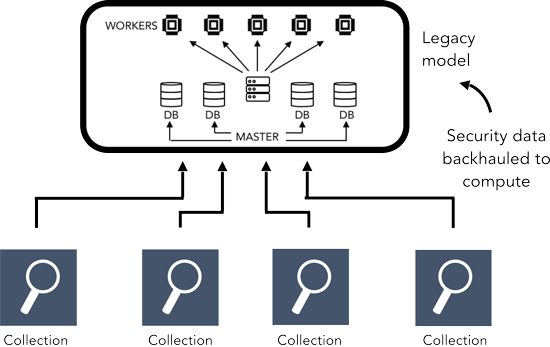 WORKERS
Legacy
model
DB
DB
DB
DB
MASTER
Security data
backhauled to
compute
Collection
Collection
Collection
Collection